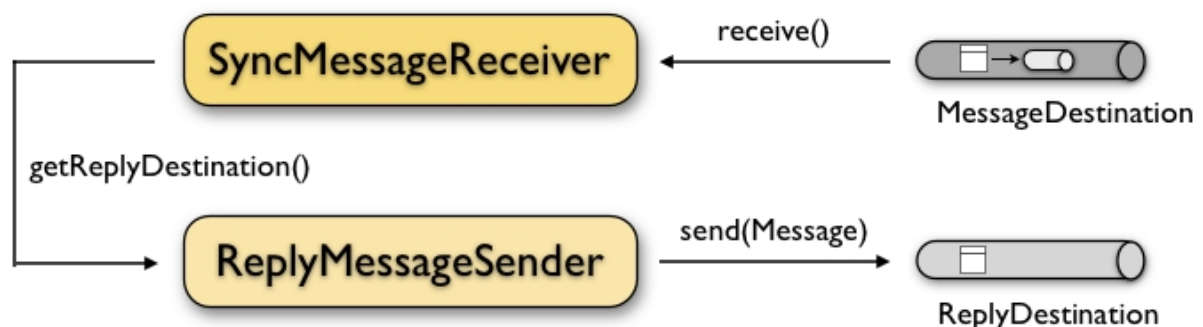 SyncMessageReceiver
receive()
MessageDestination
getReplyDestination()
ReplyMessageSender
send(Message)
ReplyDestination